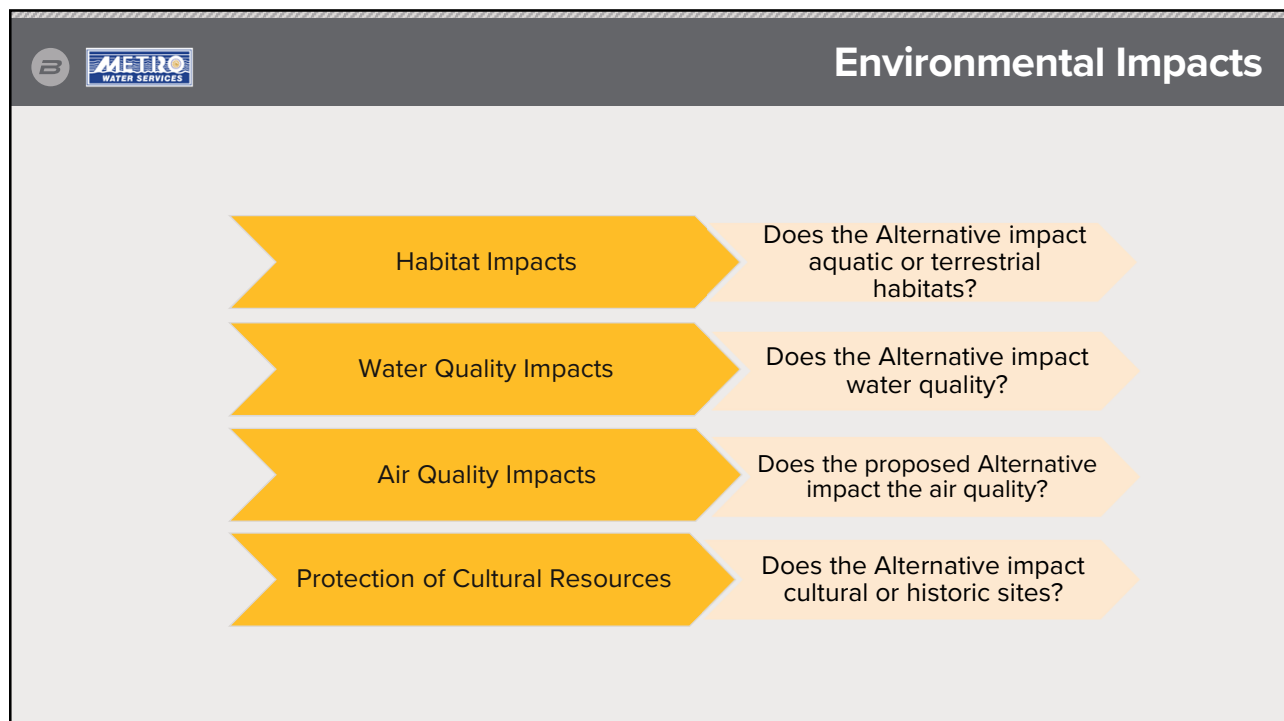 B
METRO
WATER SERVICES
Environmental Impacts
Habitat Impacts
Does the Alternative impact
aquatic or terrestrial
habitats?
Water Quality Impacts
Does the Alternative impact
water quality?
Air Quality Impacts
Does the proposed Alternative
impact the air quality?
Protection of Cultural Resources
Does the Alternative impact
cultural or historic sites?